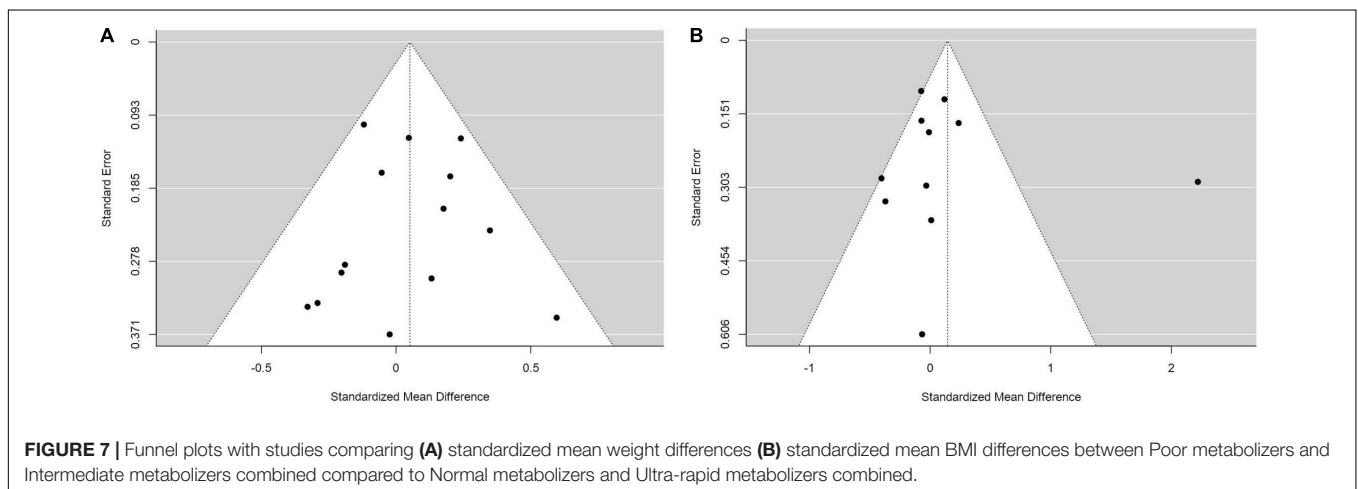 A
B
0
0.093
0.185
0.278
0.371
Standard Error
-0.5
0
0.5
Standardized Mean Difference
0
0.151
0.303
0.454
0.606
Standard Error
-1
0
1
2
Standardized Mean Difference
FIGURE 7 | Funnel plots with studies comparing (A) standardized mean weight differences (B) standardized mean BMI differences between Poor metabolizers and
Intermediate metabolizers combined compared to Normal metabolizers and Ultra-rapid metabolizers combined.